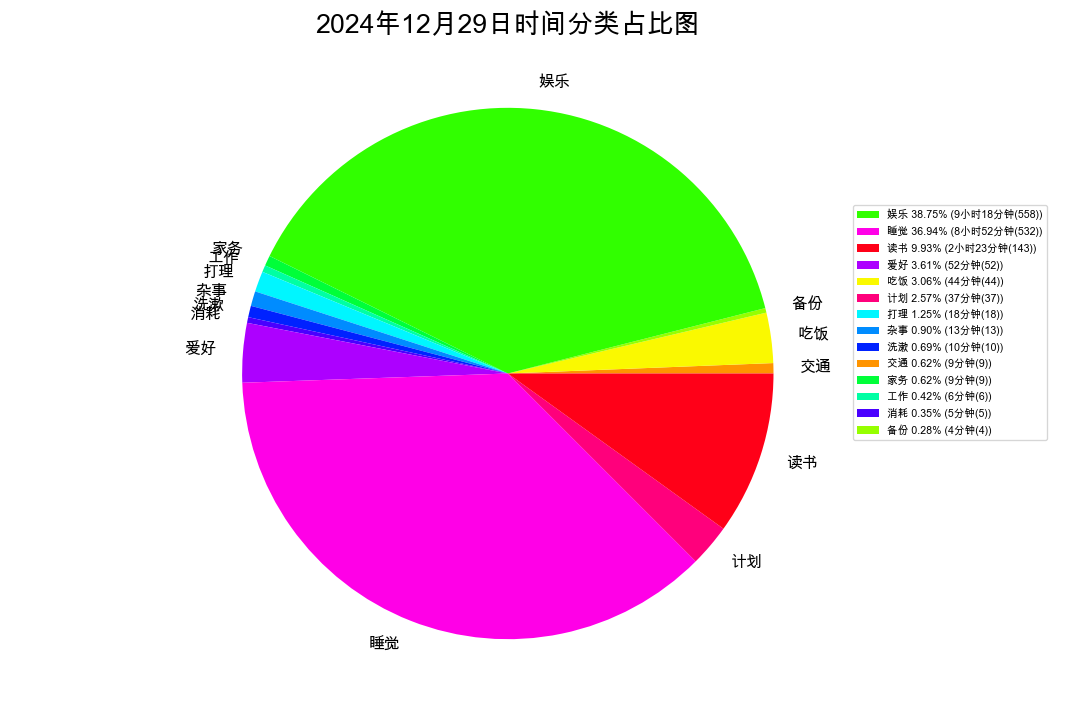 2024年12月29日时间分类占比图
娱乐
家务
工作
打理
杂事
洗漱
消耗
爱好
睡觉
备份
吃饭
交通
读书
计划
娱乐 38.75% (9小时18分钟(558))
睡觉 36.94% (8小时52分钟(532))
读书 9.93% (2小时23分钟(143))
爱好 3.61% (52分钟(52))
吃饭 3.06% (44分钟(44))
计划 2.57% (37分钟(37))
打理 1.25% (18分钟(18))
杂事 0.90% (13分钟(13))
洗漱 0.69% (10分钟(10))
交通 0.62% (9分钟(9))
家务 0.62% (9分钟(9))
工作 0.42% (6分钟(6))
消耗 0.35% (5分钟(5))
备份 0.28% (4分钟(4))